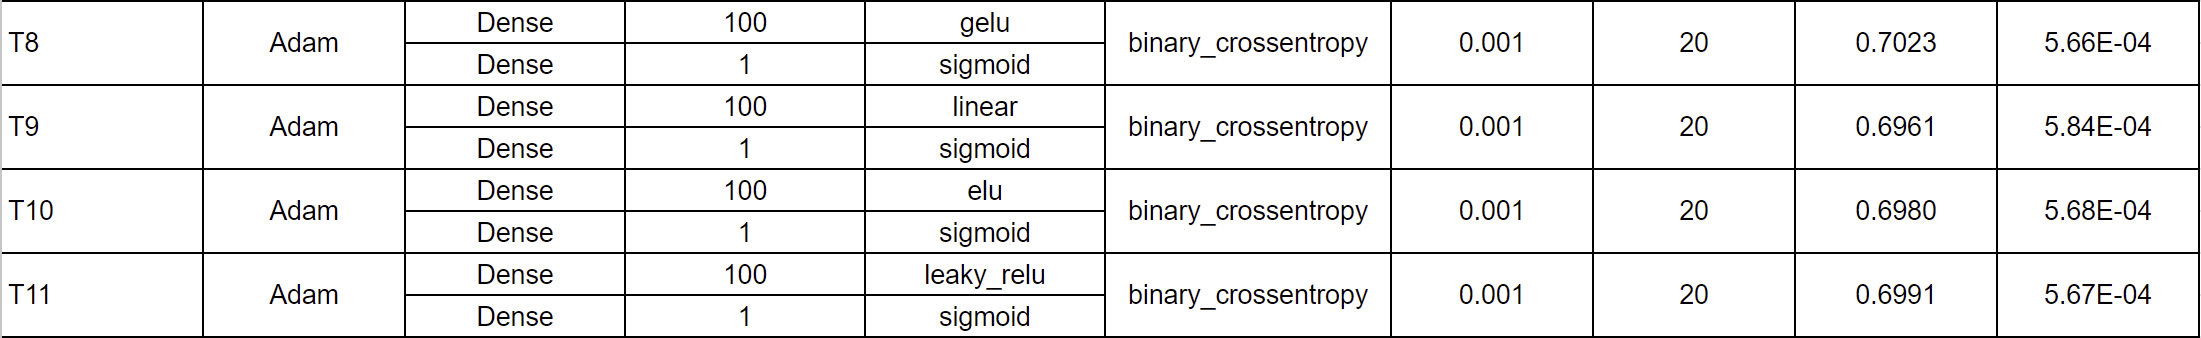 T8 Adam Dense 100 gelu binary_crossentropy 0.001 20 0.7023 5.66E-04
Dense 1 sigmoid
T9 Adam Dense 100 linear binary_crossentropy 0.001 20 0.6961 5.84E-04
Dense 1 sigmoid
T10 Adam Dense 100 elu binary_crossentropy 0.001 20 0.6980 5.68E-04
Dense 1 sigmoid
T11 Adam Dense 100 leaky_relu binary_crossentropy 0.001 20 0.6991 5.67E-04
Dense 1 sigmoid